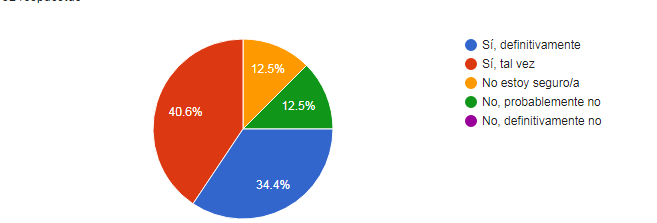 Sí, definitivamente
Sí, tal vez
No estoy seguro/a
No, probablemente no
No, definitivamente no
12.5%
12.5%
40.6%
34.4%